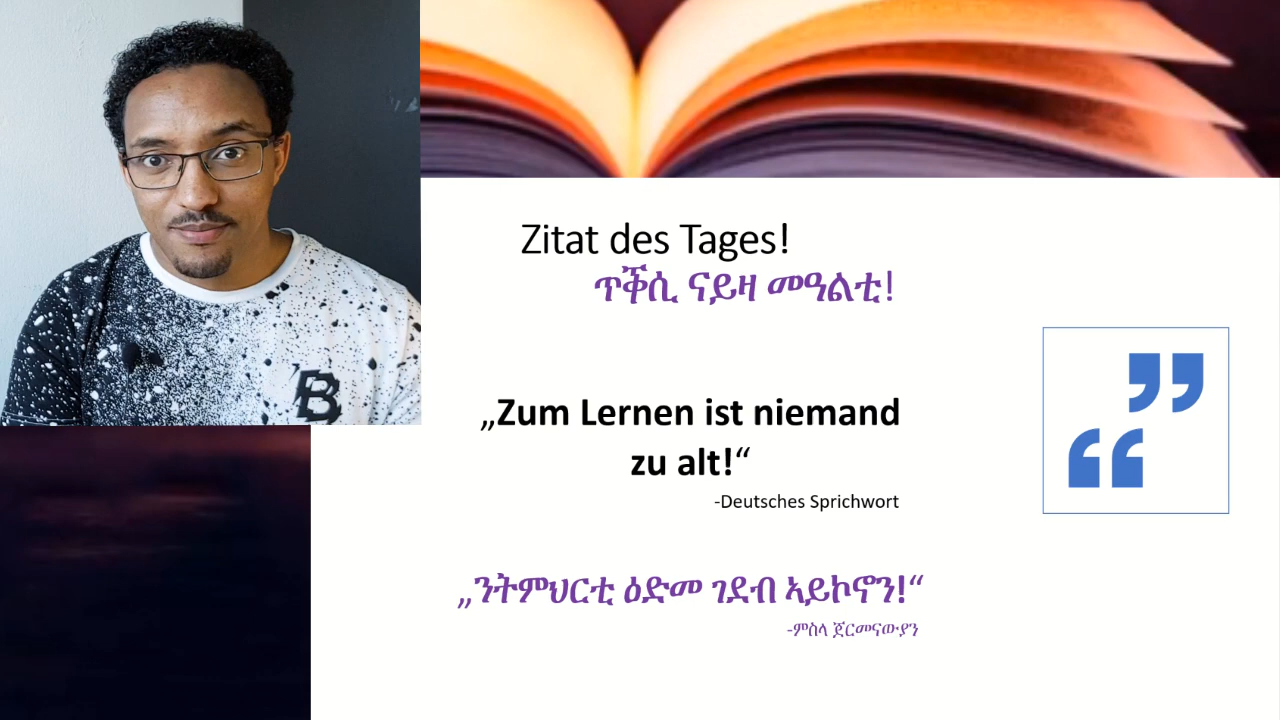 Zitat des Tages!
ጥቕሲ ናይዛ መዓልቲ!
„Zum Lernen ist niemand
zu alt!“
-Deutsches Sprichwort
„ንትምህርቲ ዕድመ ገደብ ኣይኮኖን!“
-ምስላ ጀርመናውያን
B